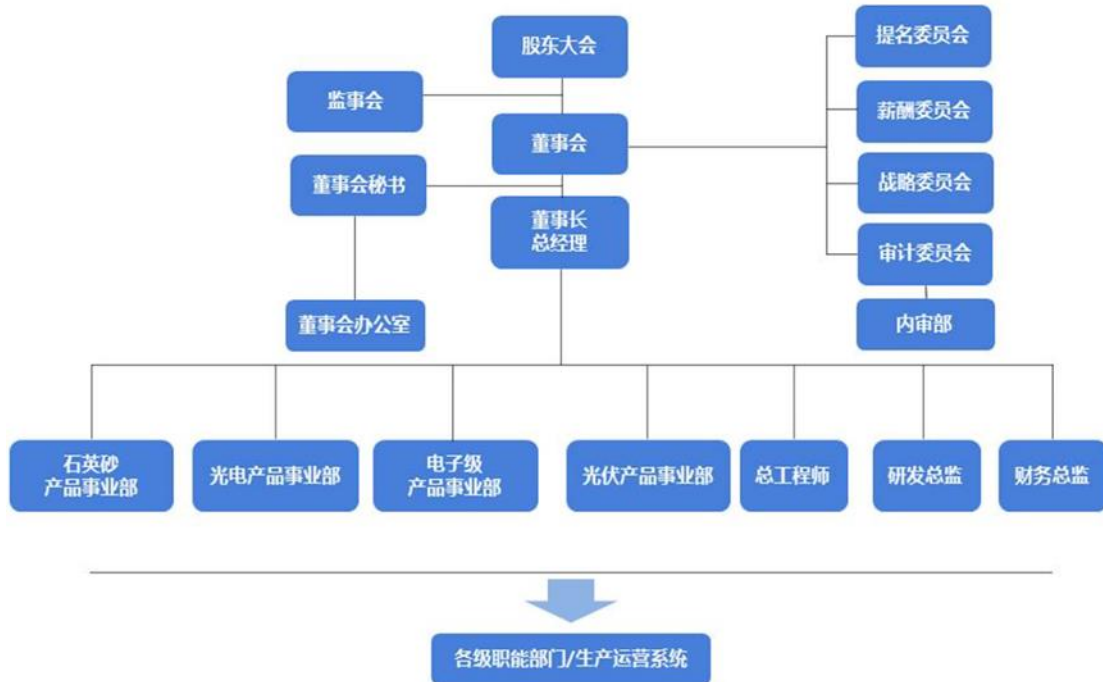 股东大会
提名委员会
监事会
薪酬委员会
董事会
董事会秘书
战略委员会
董事长
总经理
审计委员会
董事会办公室
内审部
石英砂
产品事业部
光电产品事业部
电子级
产品事业部
光伏产品事业部
总工程师
研发总监
财务总监
各级职能部门/生产运营系统